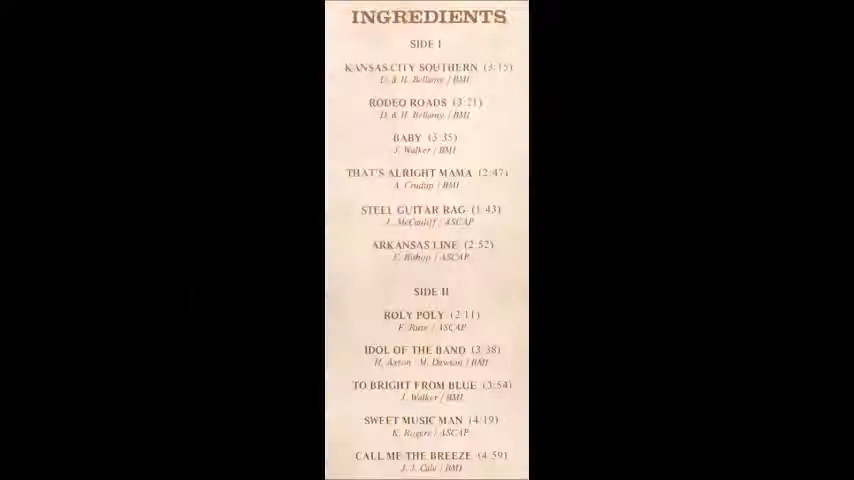 INGREDIENTS
SIDE I
KANSAS CITY SOUTHERN (3:15)
D. & H. Bellamy / BMI
RODEO ROADS (3:21)
D. & H. Bellamy / BMI
BABY (3:35)
J. Walker / BMI
THAT'S ALRIGHT MAMA (2:47)
A. Crudup / BMI
STEEL GUITAR RAG (1:43)
L. McAuliff / ASCAP
ARKANSAS LINE (2:52)
E. Bishop / ASCAP
SIDE II
ROLY POLY (2:11)
F. Rose / ASCAP
IDOL OF THE BAND (3:38)
H. Axton - M. Dawson / BMI
TO BRIGHT FROM BLUE (3:54)
J. Walker / BMI
SWEET MUSIC MAN (4:19)
K. Rogers / ASCAP
CALL ME THE BREEZE (4:59)
J. J. Cale / BMI